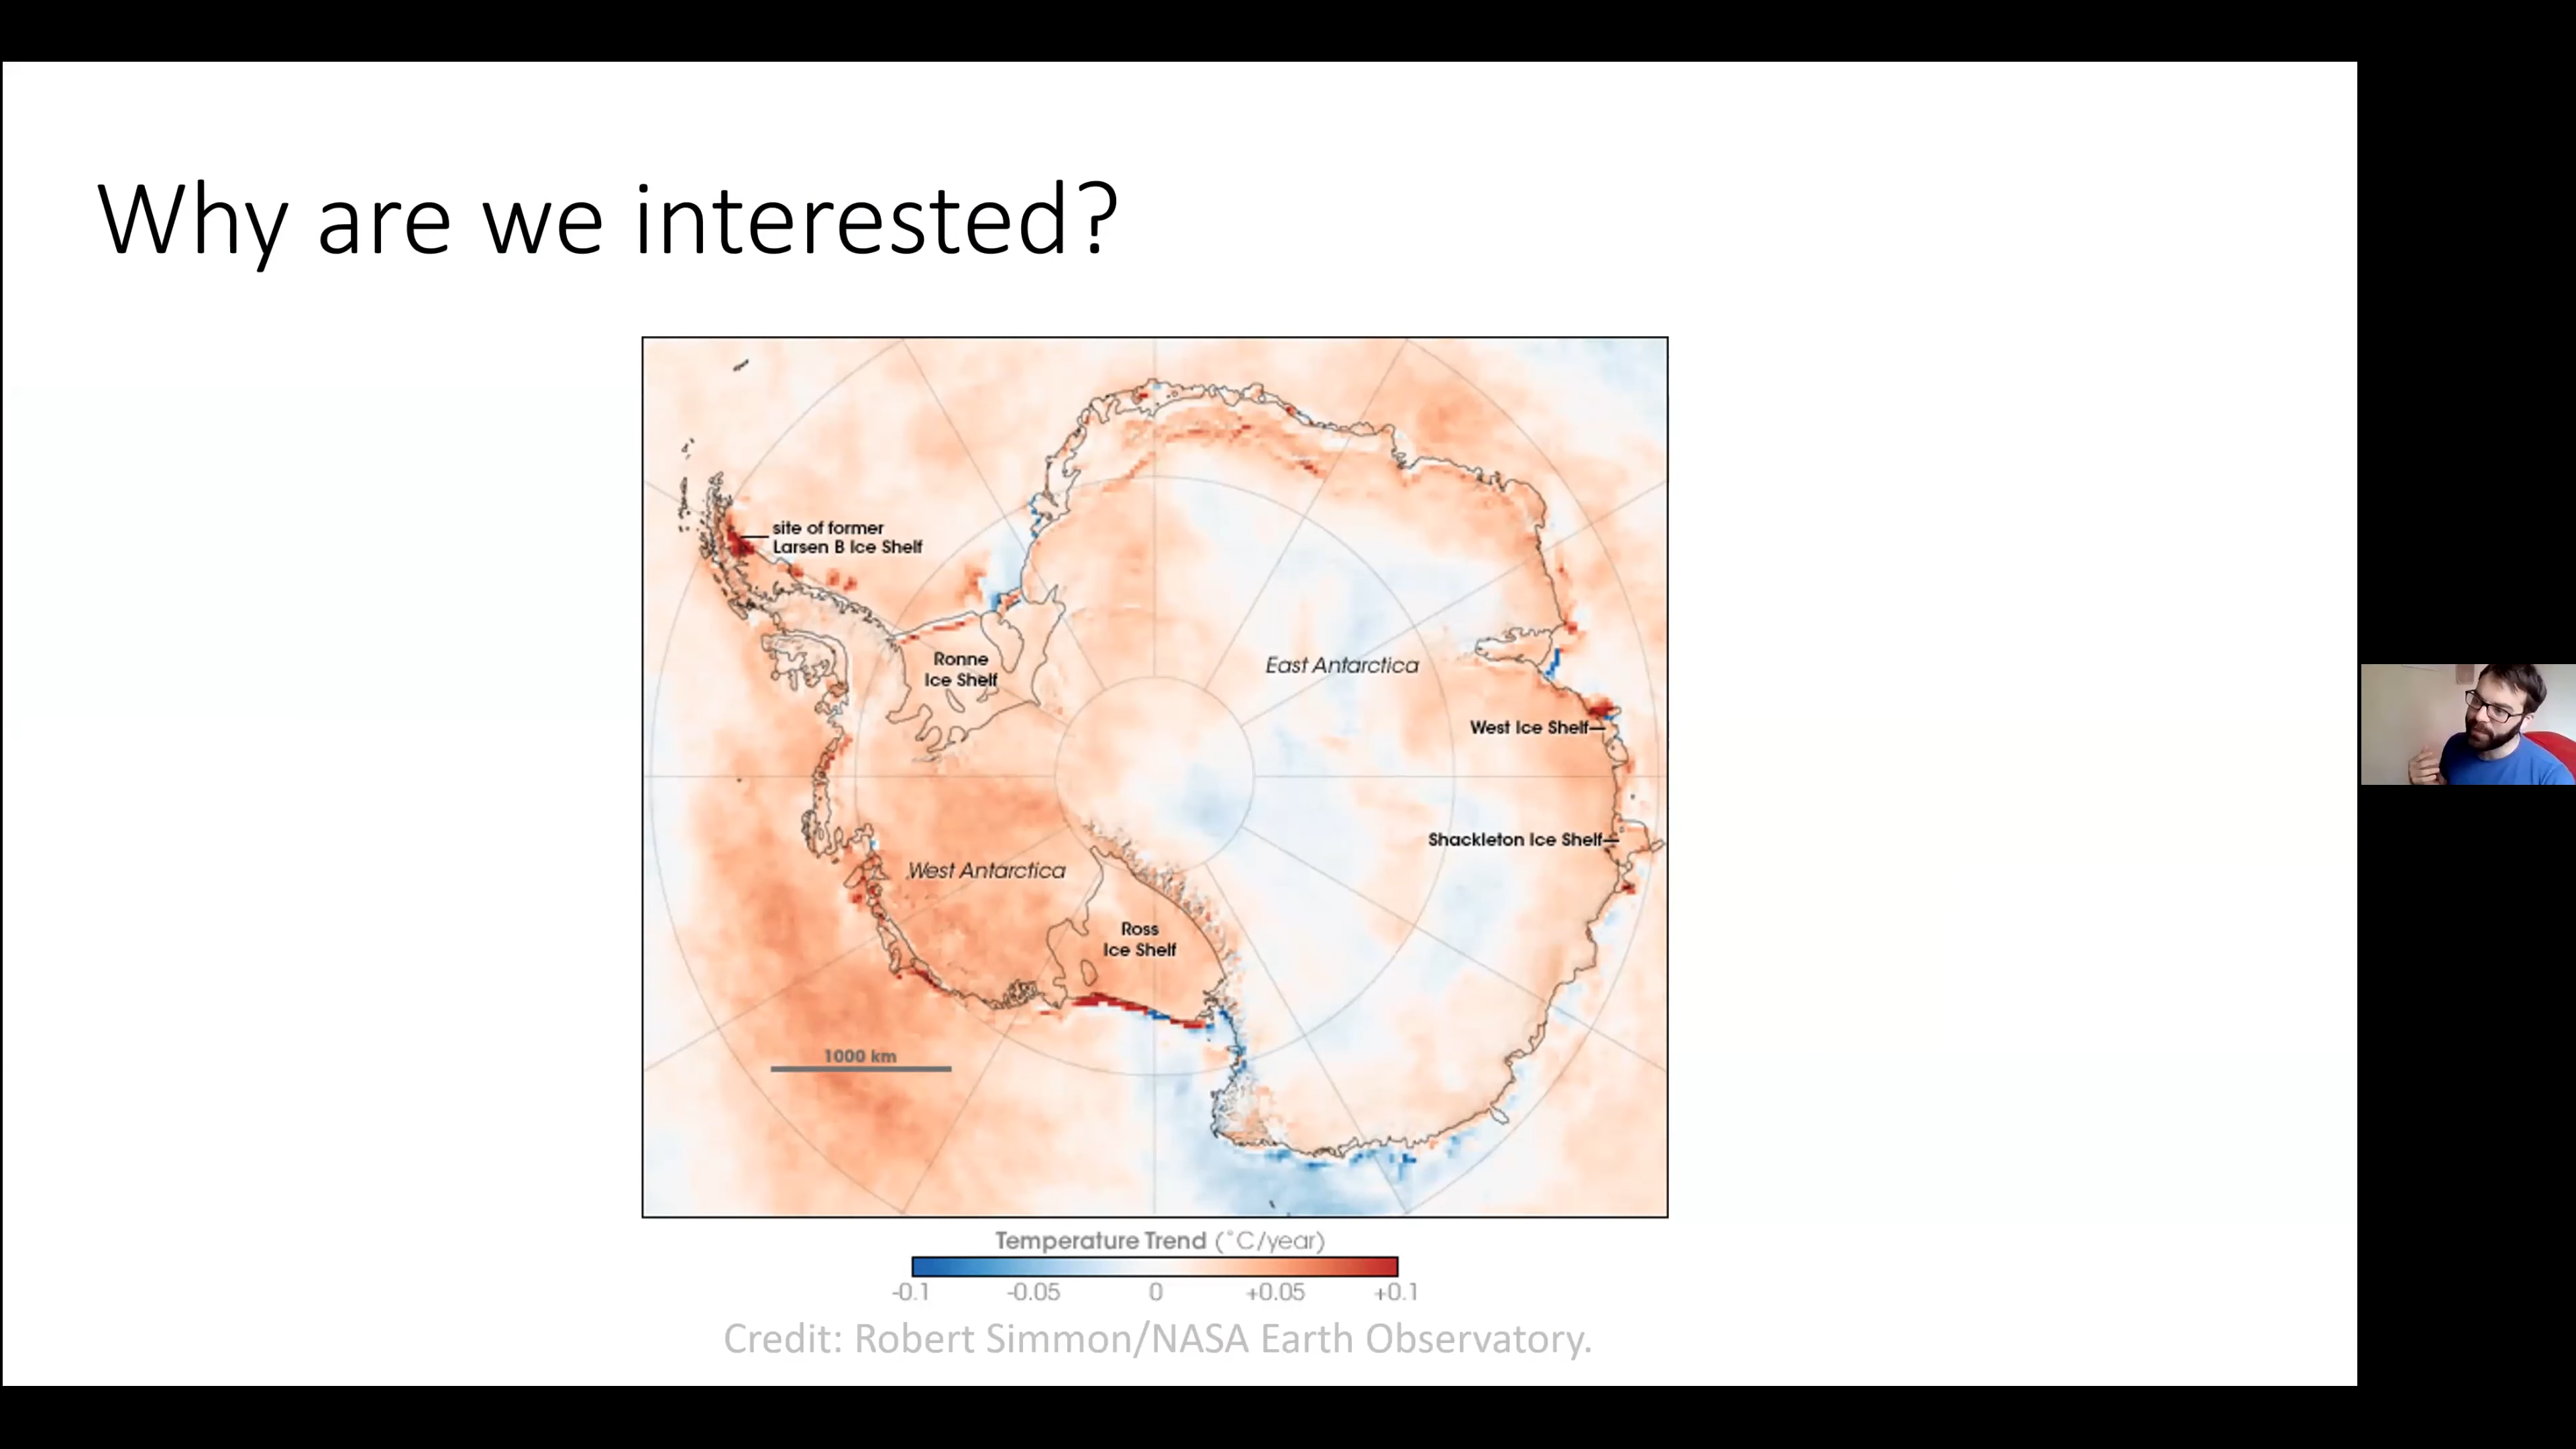 Why are we interested?
site of former
Larsen B Ice Shelf
Ronne
Ice Shelf
East Antarctica
West Ice Shelf
Shackleton Ice Shelf
West Antarctica
Ross
Ice Shelf
1000 km
Temperature Trend (°C/year)
-0.1 -0.05 0 +0.05 +0.1
Credit: Robert Simmon/NASA Earth Observatory.